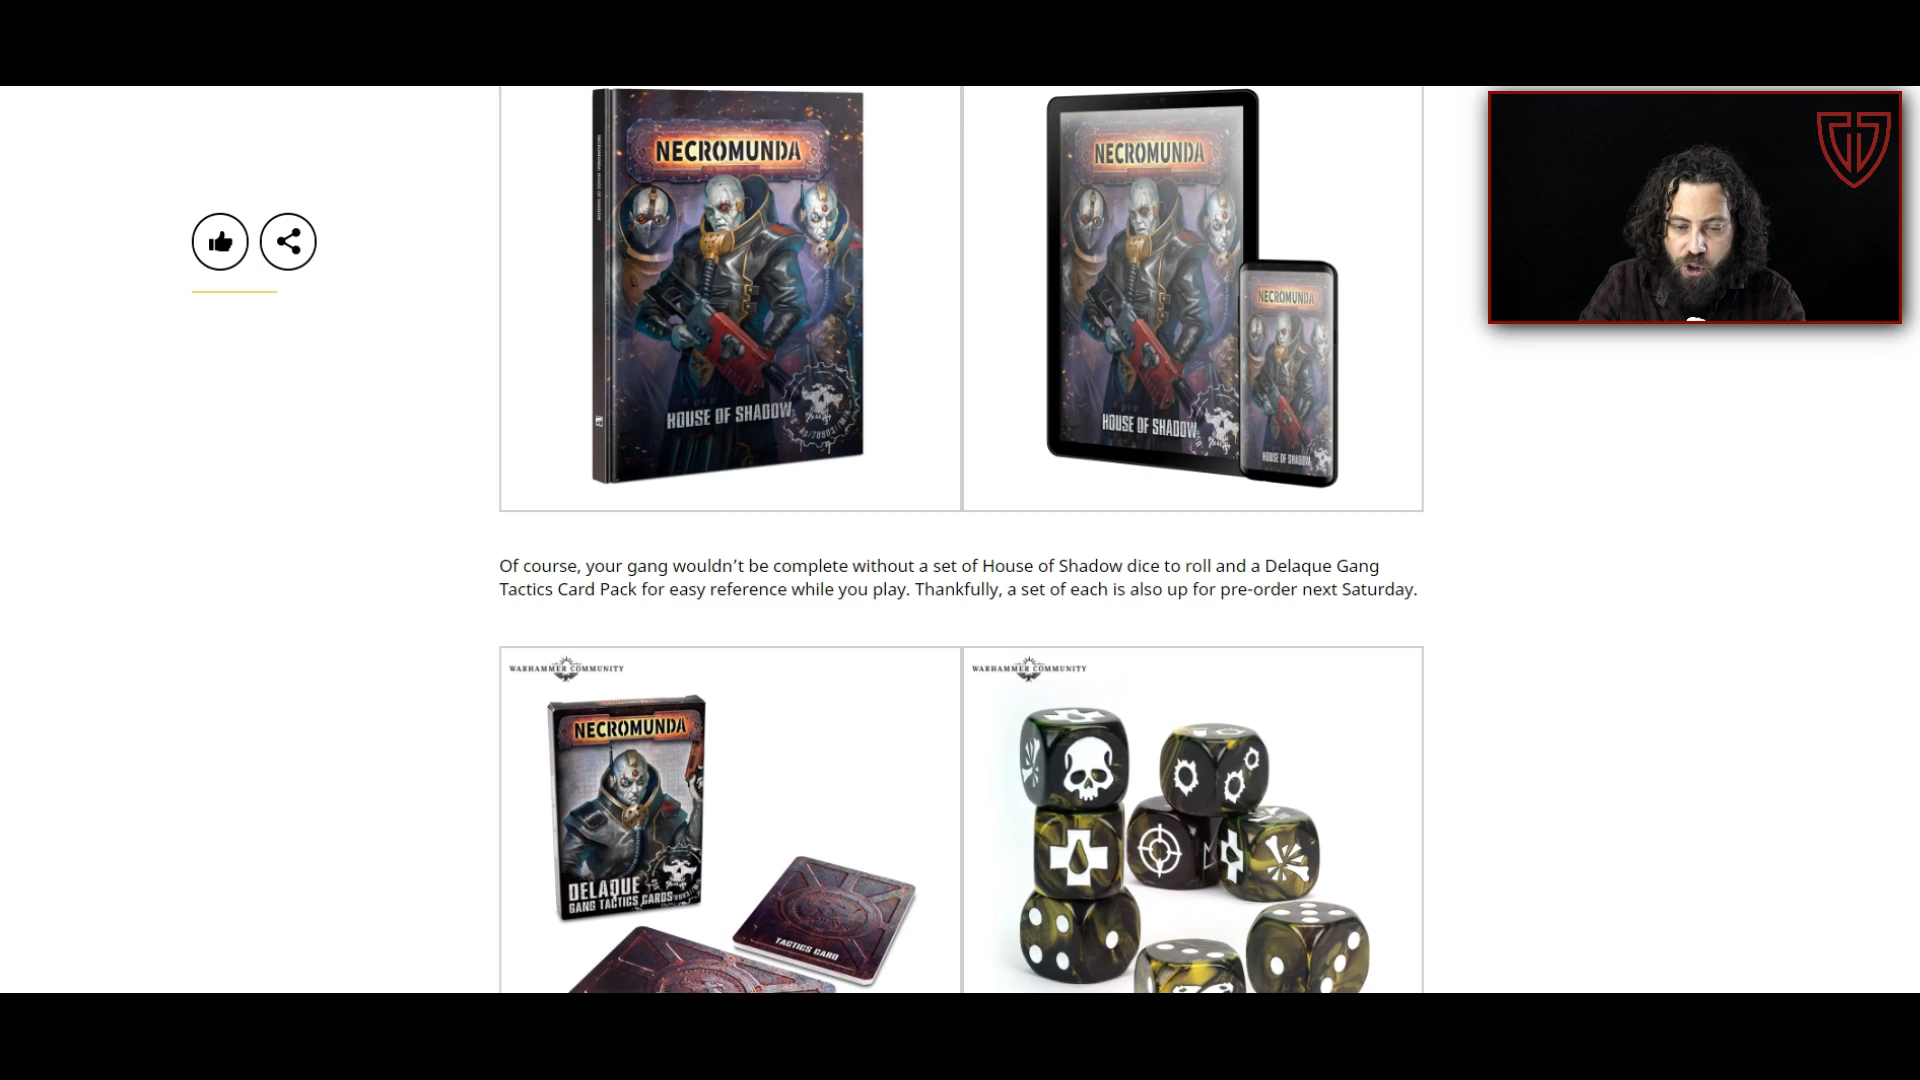 NECROMUNDA
HOUSE OF SHADOW
NECROMUNDA
HOUSE OF SHADOW
NECROMUNDA
HOUSE OF SHADOW
Of course, your gang wouldn’t be complete without a set of House of Shadow dice to roll and a Delaque Gang
Tactics Card Pack for easy reference while you play. Thankfully, a set of each is also up for pre-order next Saturday.
WARHAMMER COMMUNITY
WARHAMMER COMMUNITY
NECROMUNDA
DELAQUE
GANG TACTICS CARDS
TACTICS CARD